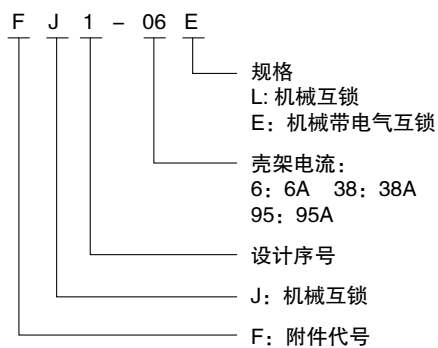 F J 1 - 06 E
规格
L: 机械互锁
E：机械带电气互锁
壳架电流：
6：6A 38：38A
95：95A
设计序号
J：机械互锁
F：附件代号